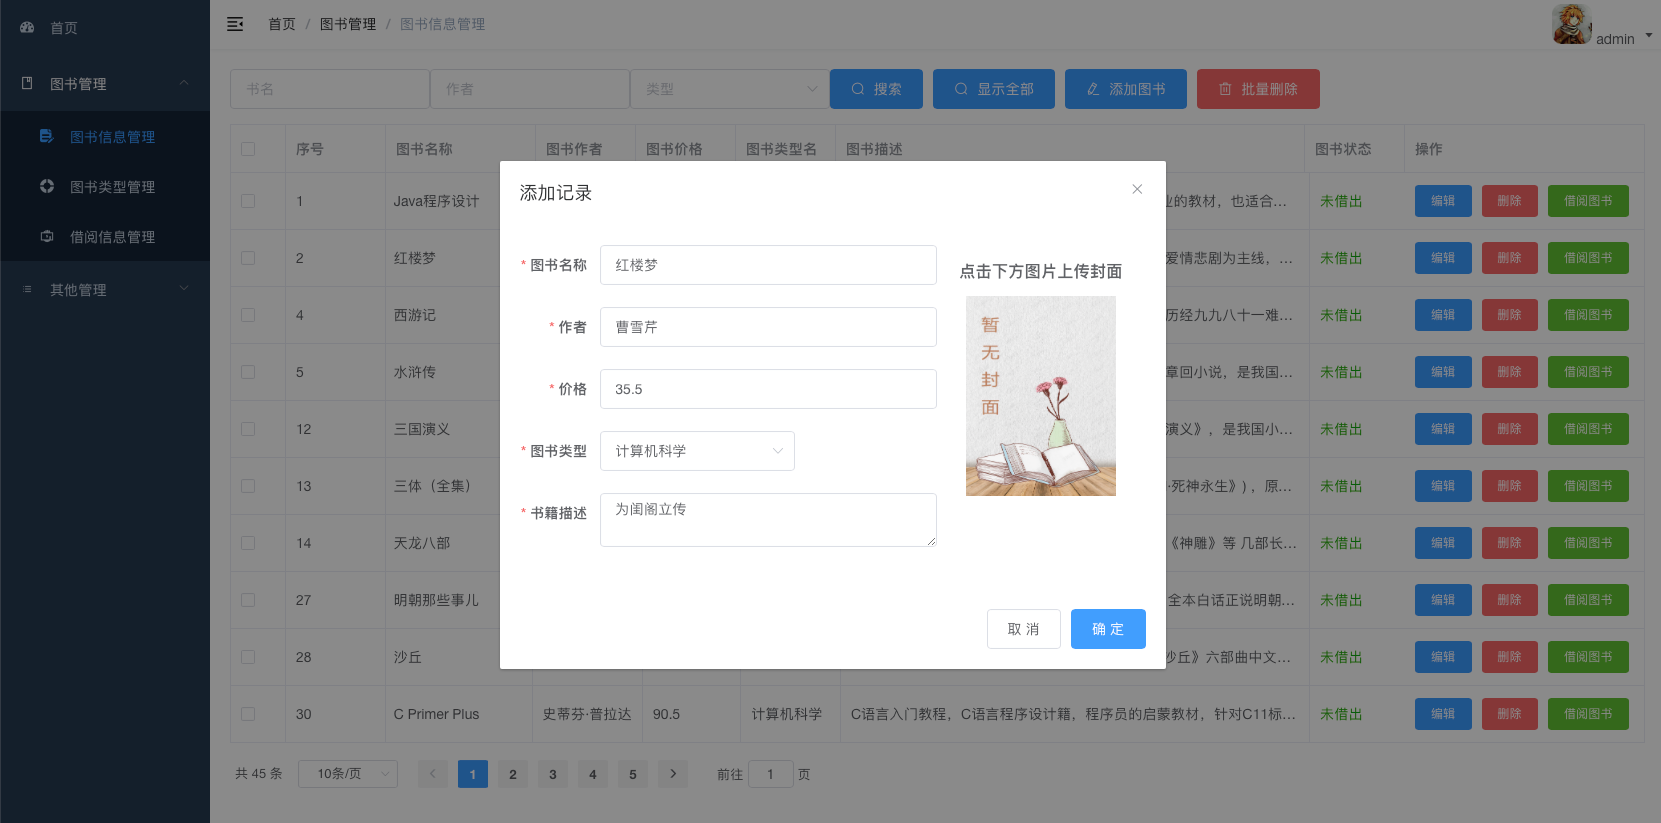 首页
图书管理
图书信息管理
图书类型管理
借阅信息管理
其他管理
首页 / 图书管理 / 图书信息管理
admin
书名 作者 类型 搜索 显示全部 添加图书 批量删除
序号 图书名称 图书作者 图书价格 图书类型名 图书描述 图书状态 操作
1 Java程序设计 业的教材，也适合... 未借出 编辑 删除 借阅图书
2 红楼梦 爱情悲剧为主线，... 未借出 编辑 删除 借阅图书
4 西游记 历经九九八十一难... 未借出 编辑 删除 借阅图书
5 水浒传 章回小说，是我国... 未借出 编辑 删除 借阅图书
12 三国演义 演义》，是我国小... 未借出 编辑 删除 借阅图书
13 三体（全集） ·死神永生》)，原... 未借出 编辑 删除 借阅图书
14 天龙八部 《神雕》等 几部长... 未借出 编辑 删除 借阅图书
27 明朝那些事儿 全本白话正说明朝... 未借出 编辑 删除 借阅图书
28 沙丘 沙丘》六部曲中文... 未借出 编辑 删除 借阅图书
30 C Primer Plus 史蒂芬·普拉达 90.5 计算机科学 C语言入门教程，C语言程序设计籍，程序员的启蒙教材，针对C11标... 未借出 编辑 删除 借阅图书
共 45 条 10条/页 1 2 3 4 5 前往 1 页
添加记录
* 图书名称 红楼梦
* 作者 曹雪芹
* 价格 35.5
* 图书类型 计算机科学
* 书籍描述 为闺阁立传
点击下方图片上传封面
暂无封面
取 消 确 定